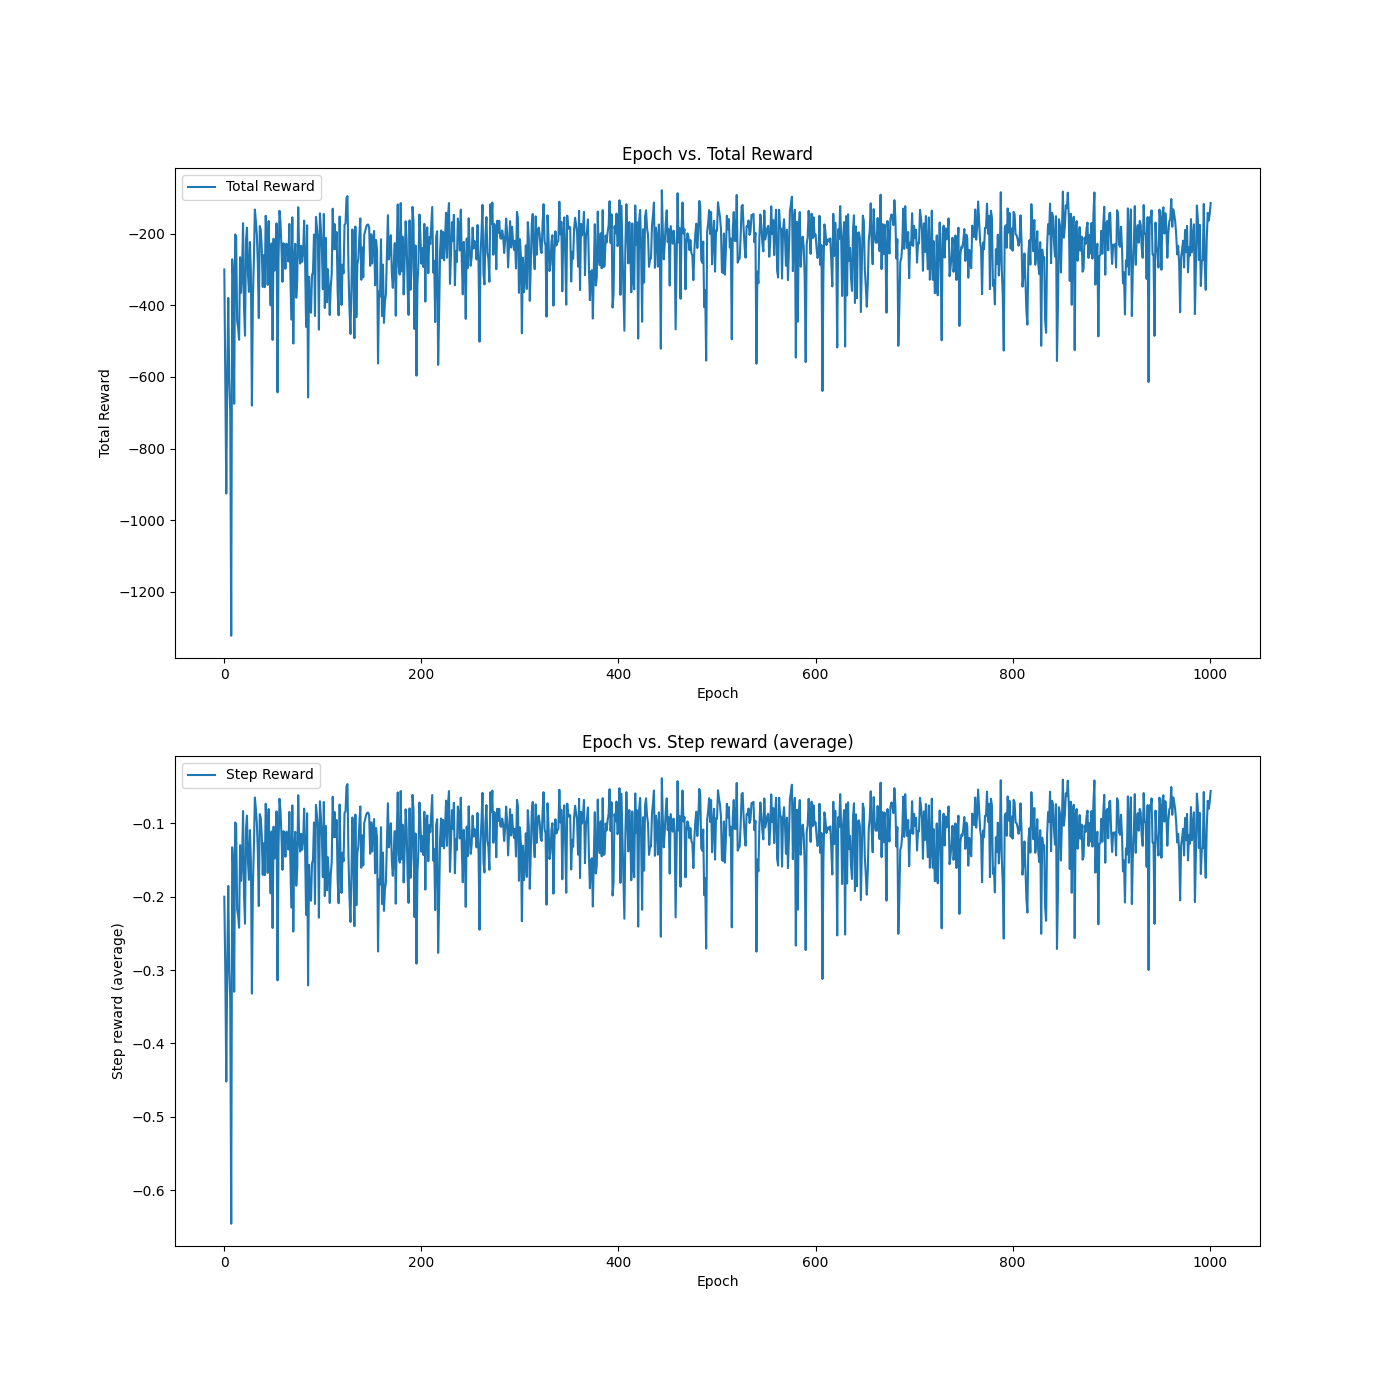 Epoch vs. Total Reward
Total Reward
−200
−400
−600
−800
−1000
−1200
Total Reward
0 200 400 600 800 1000
Epoch
Epoch vs. Step reward (average)
Step Reward
−0.1
−0.2
−0.3
−0.4
−0.5
−0.6
Step reward (average)
0 200 400 600 800 1000
Epoch